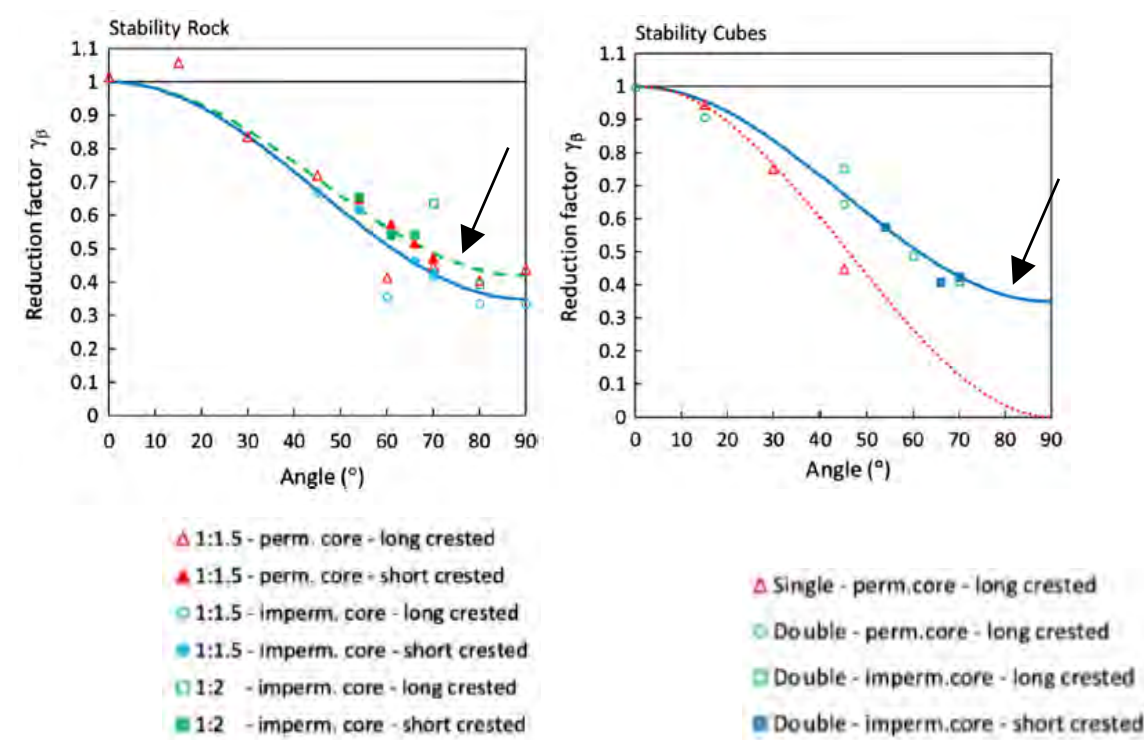 Stability Rock
1.1
1
0.9
0.8
0.7
0.6
0.5
0.4
0.3
0.2
0.1
0
Reduction factor γβ
0 10 20 30 40 50 60 70 80 90
Angle (°)
1:1.5 - perm. core - long crested
1:1.5 - perm. core - short crested
1:1.5 - imperm. core - long crested
1:1.5 - imperm. core - short crested
1:2 - imperm. core - long crested
1:2 - imperm. core - short crested
Stability Cubes
1.1
1
0.9
0.8
0.7
0.6
0.5
0.4
0.3
0.2
0.1
0
Reduction factor γβ
0 10 20 30 40 50 60 70 80 90
Angle (°)
Single - perm.core - long crested
Double - perm.core - long crested
Double - imperm.core - long crested
Double - imperm.core - short crested